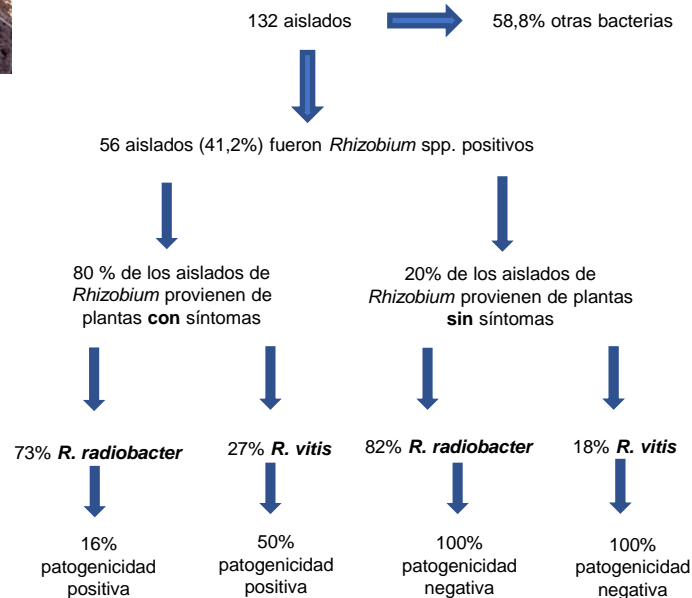 132 aislados
58,8% otras bacterias
56 aislados (41,2%) fueron Rhizobium spp. positivos
80 % de los aislados de
Rhizobium provienen de
plantas con síntomas
20% de los aislados de
Rhizobium provienen de plantas
sin síntomas
73% R. radiobacter
27% R. vitis
82% R. radiobacter
18% R. vitis
16%
patogenicidad
positiva
50%
patogenicidad
positiva
100%
patogenicidad
negativa
100%
patogenicidad
negativa